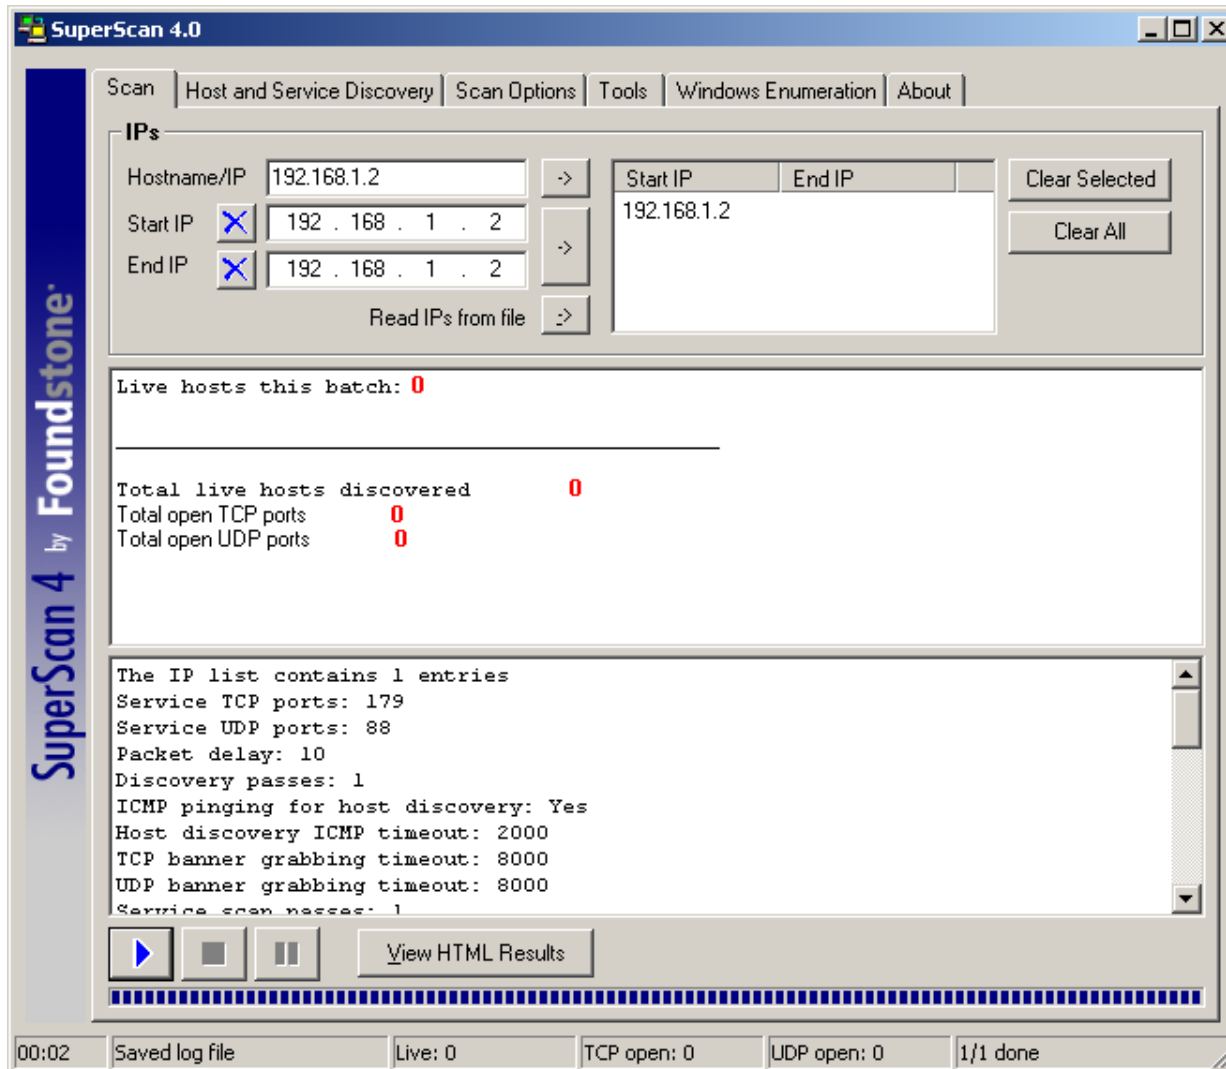 SuperScan 4.0
SuperScan 4 by Foundstone
Scan
Host and Service Discovery
Scan Options
Tools
Windows Enumeration
About
IPs
Hostname/IP
192.168.1.2
->
Start IP
192 . 168 . 1 . 2
End IP
192 . 168 . 1 . 2
->
Read IPs from file
->
Start IP
End IP
192.168.1.2
Clear Selected
Clear All
Live hosts this batch: 0
Total live hosts discovered 0
Total open TCP ports 0
Total open UDP ports 0
The IP list contains 1 entries
Service TCP ports: 179
Service UDP ports: 88
Packet delay: 10
Discovery passes: 1
ICMP pinging for host discovery: Yes
Host discovery ICMP timeout: 2000
TCP banner grabbing timeout: 8000
UDP banner grabbing timeout: 8000
Service scan passes: 1
View HTML Results
00:02
Saved log file
Live: 0
TCP open: 0
UDP open: 0
1/1 done